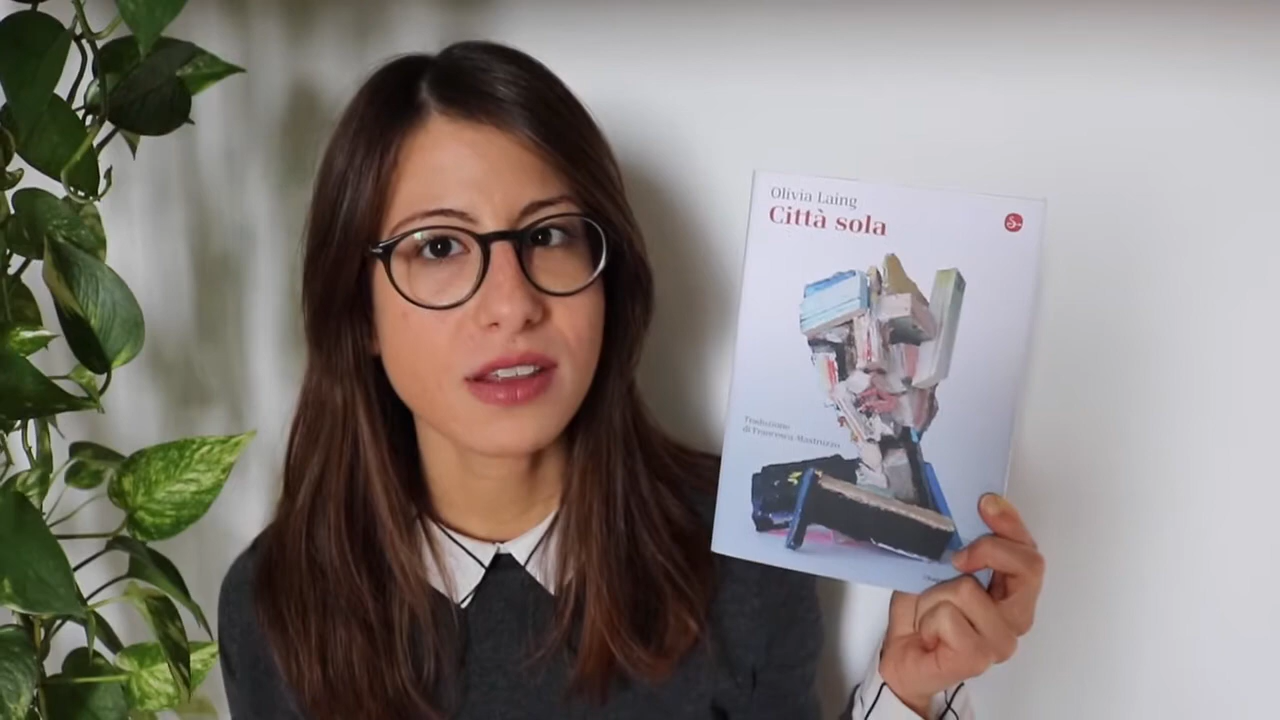 Olivia Laing
Città sola
Traduzione
di Francesca Mastruzzo